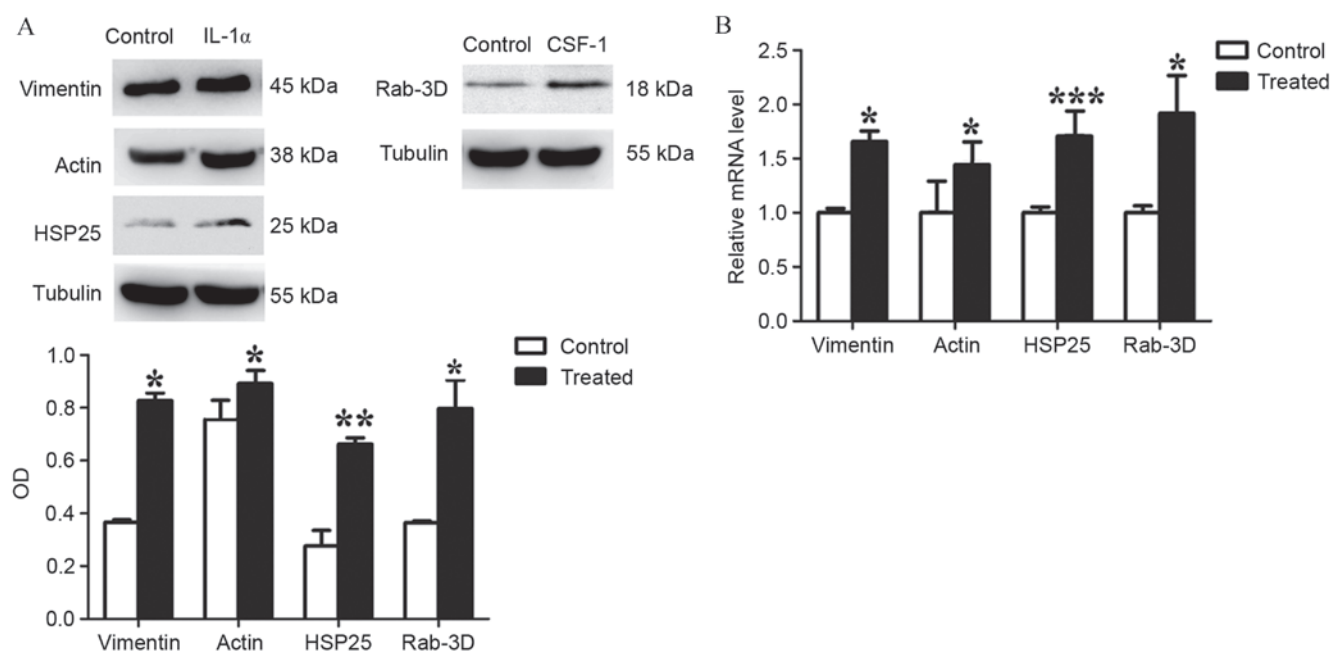 A
Control IL-1α
Vimentin 45 kDa
Actin 38 kDa
HSP25 25 kDa
Tubulin 55 kDa
Control CSF-1
Rab-3D 18 kDa
Tubulin 55 kDa
OD
1.0
0.8
0.6
0.4
0.2
0.0
* * ** *
Control
Treated
Vimentin Actin HSP25 Rab-3D
B
Relative mRNA level
2.5
2.0
1.5
1.0
0.5
0.0
* * *** *
Control
Treated
Vimentin Actin HSP25 Rab-3D